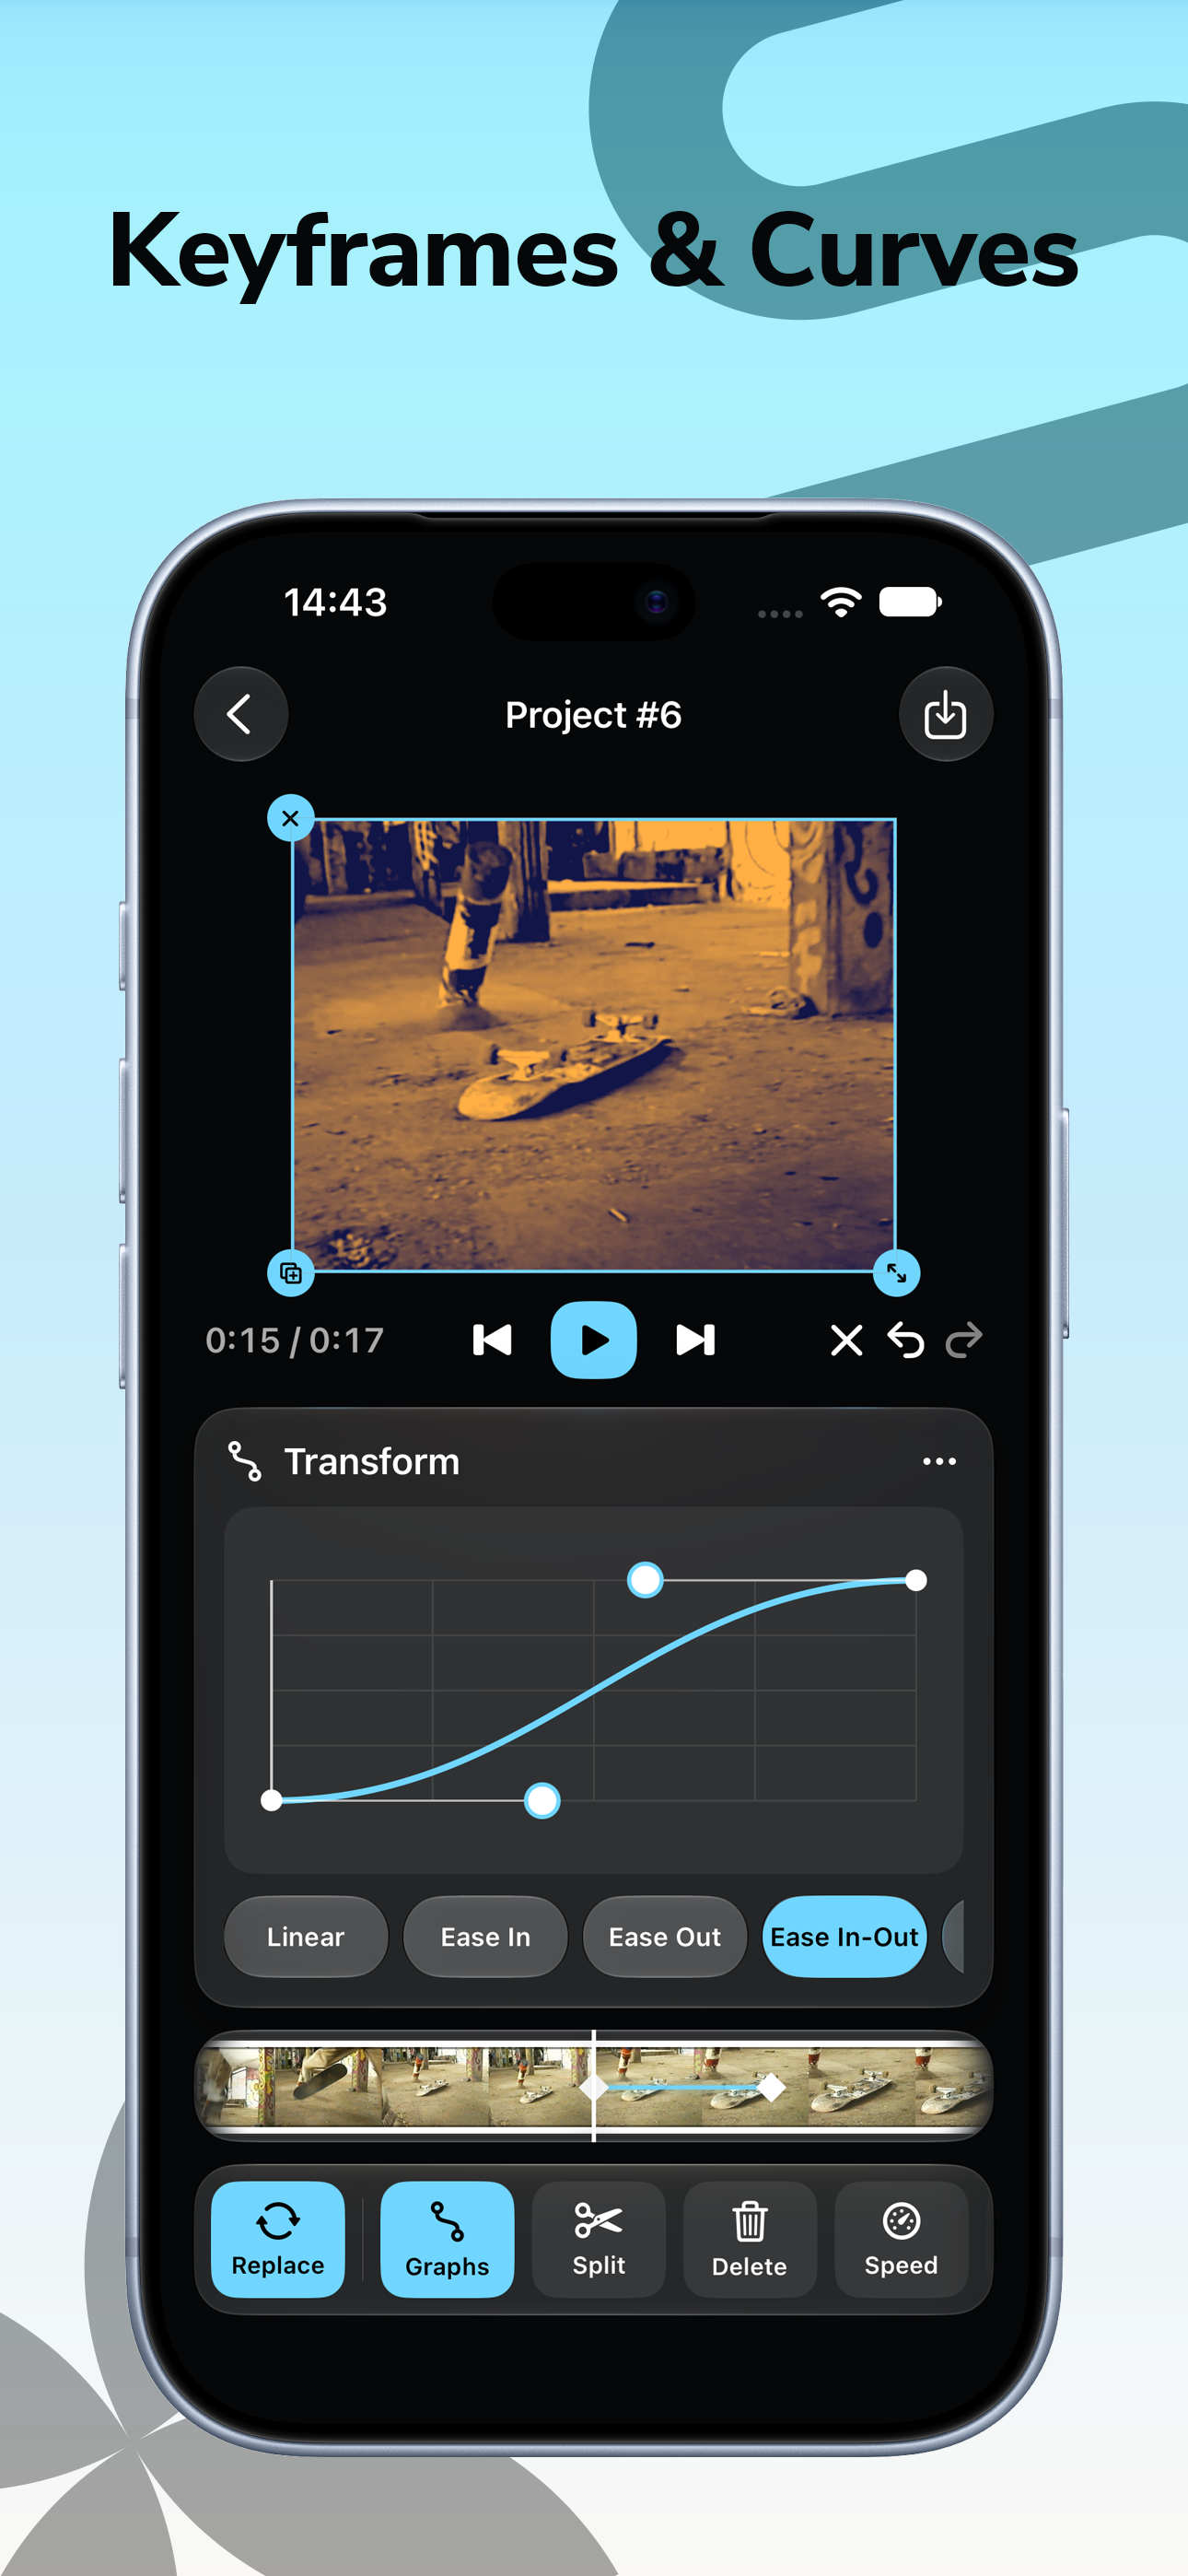 Keyframes & Curves
14:43
Project #6
0:15 / 0:17
Transform
Linear
Ease In
Ease Out
Ease In-Out
Replace
Graphs
Split
Delete
Speed